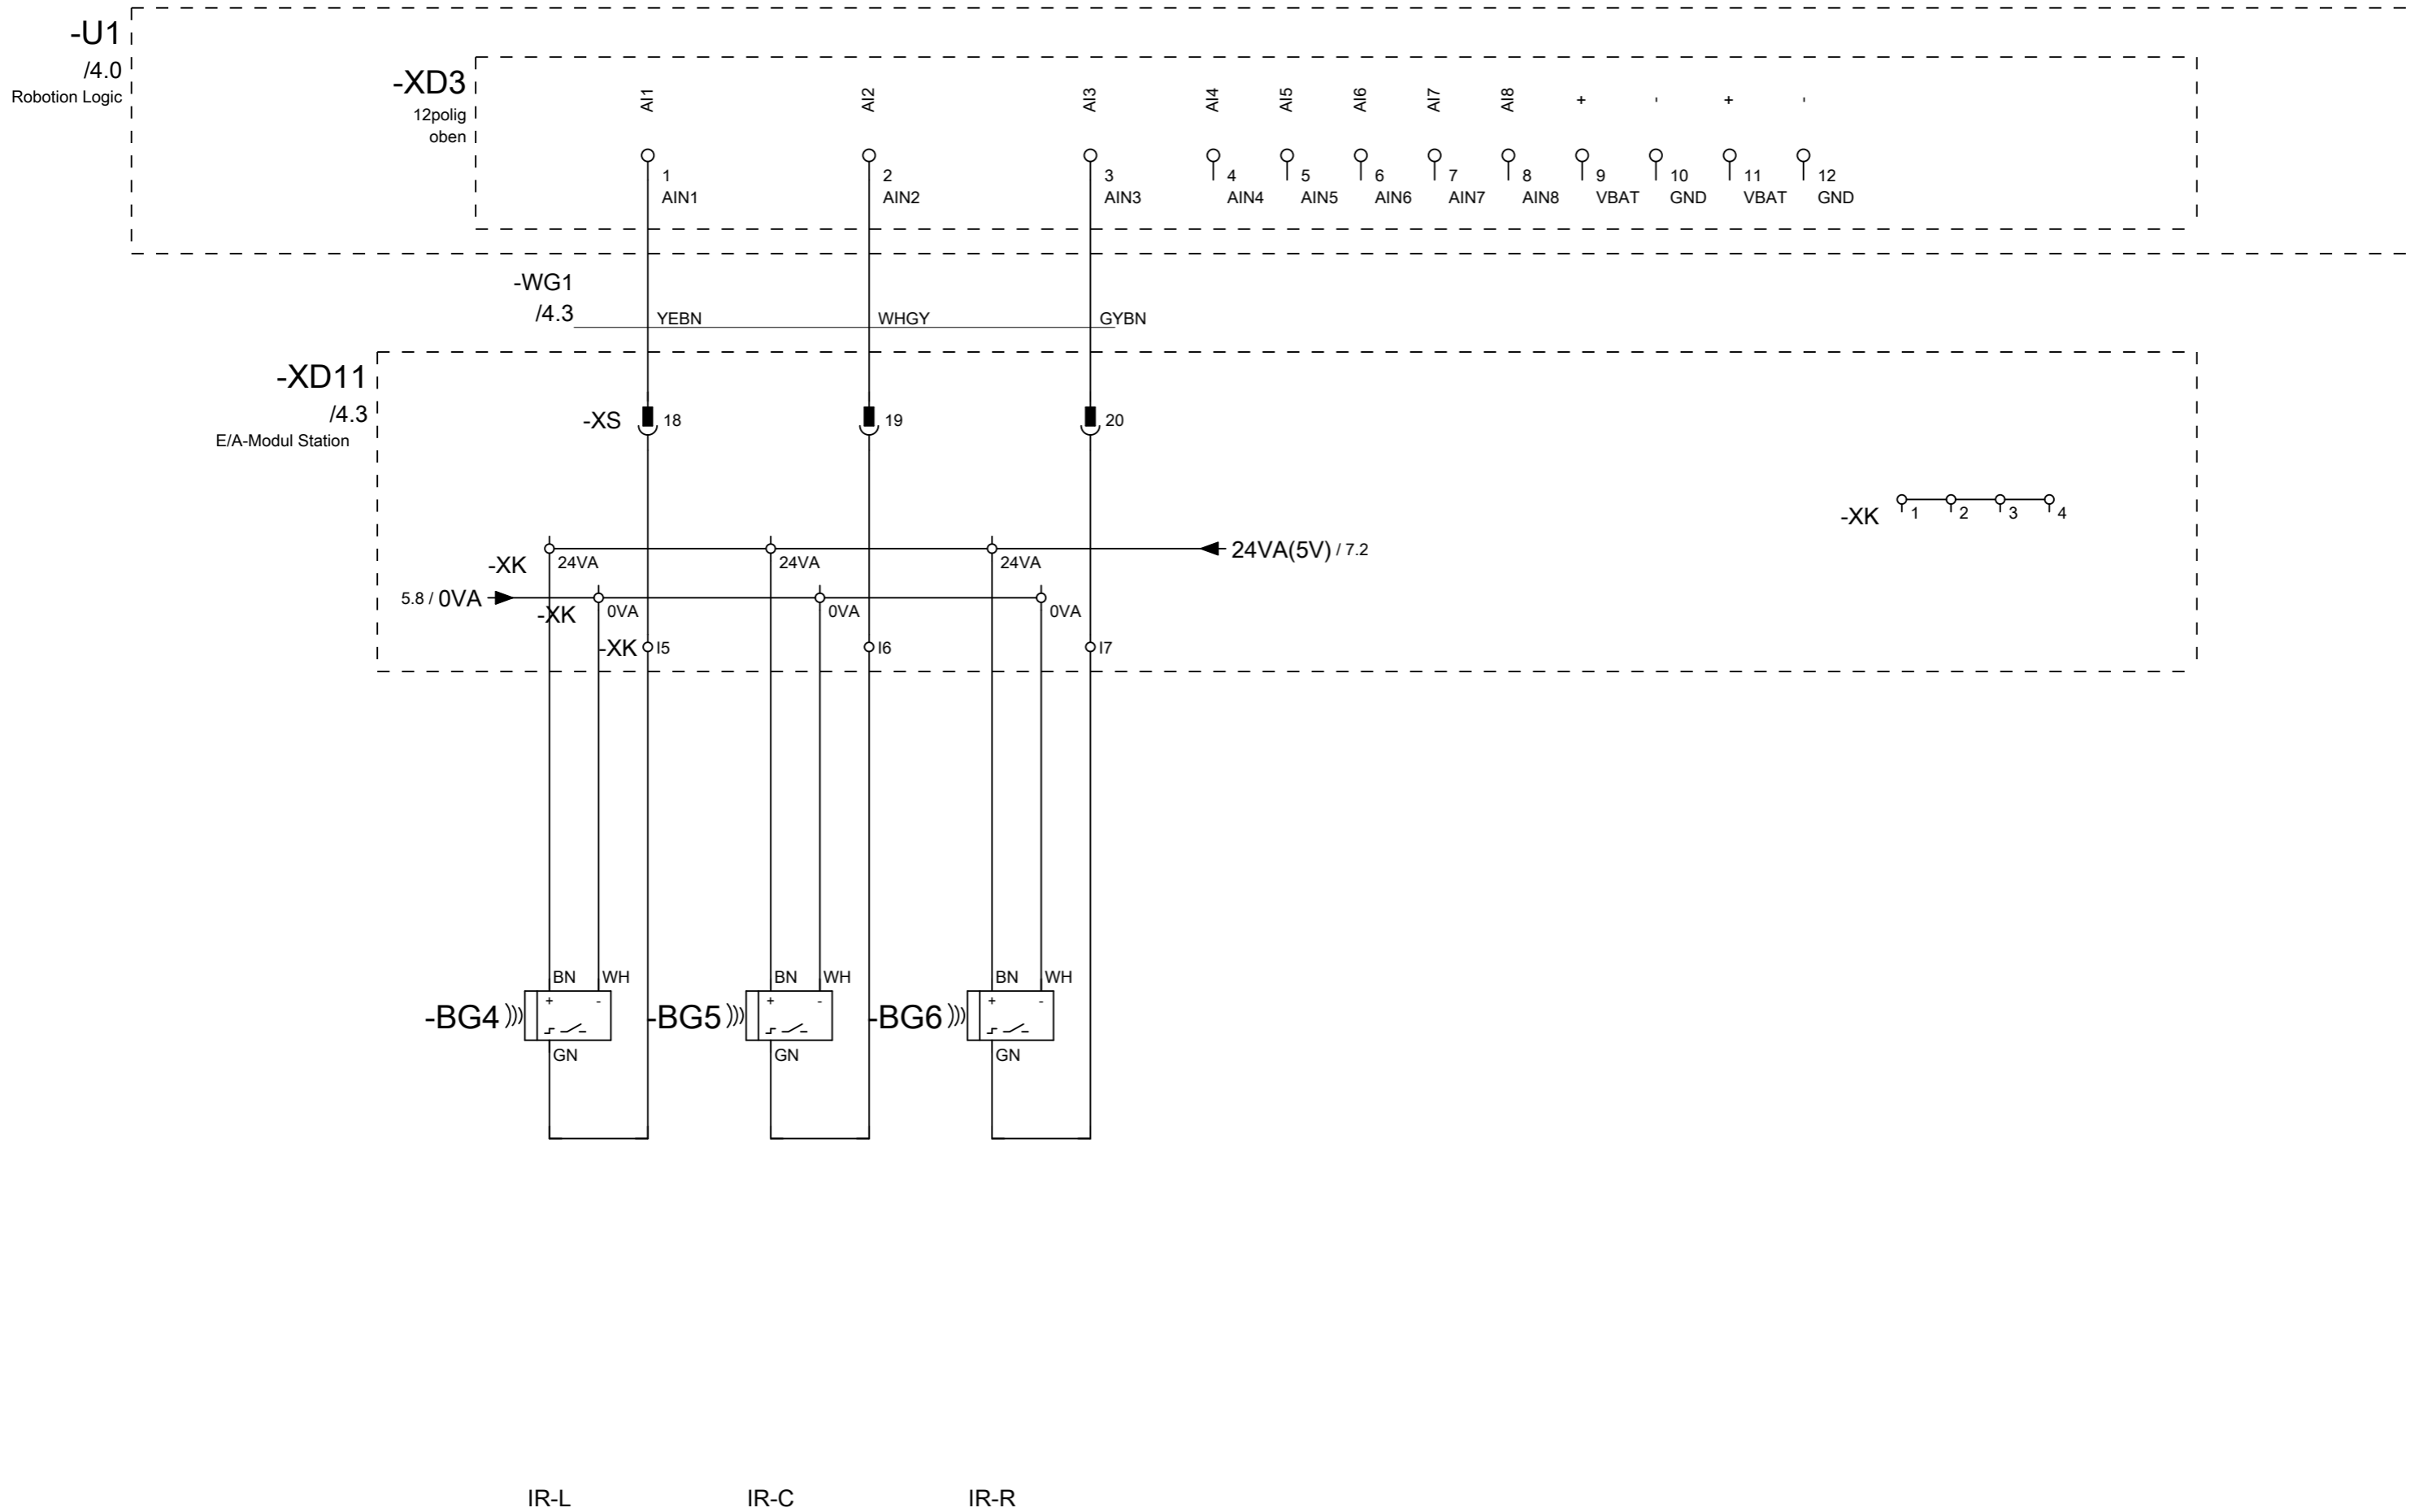 -U1
/4.0
Robotion Logic
-XD3
12polig
oben
AI1 AI2 AI3 AI4 AI5 AI6 AI7 AI8 + - + -
1 2 3 4 5 6 7 8 9 10 11 12
AIN1 AIN2 AIN3 AIN4 AIN5 AIN6 AIN7 AIN8 VBAT GND VBAT GND
-WG1
/4.3
YEBN WHGY GYBN
-XD11
/4.3
E/A-Modul Station
-XS 18 19 20
-XK 1 2 3 4
24VA(5V) / 7.2
-XK 24VA 24VA 24VA
5.8 / 0VA
-XK 0VA 0VA 0VA
-XK I5 I6 I7
BN WH BN WH BN WH
+ - + - + -
-BG4 -BG5 -BG6
GN GN GN
IR-L IR-C IR-R